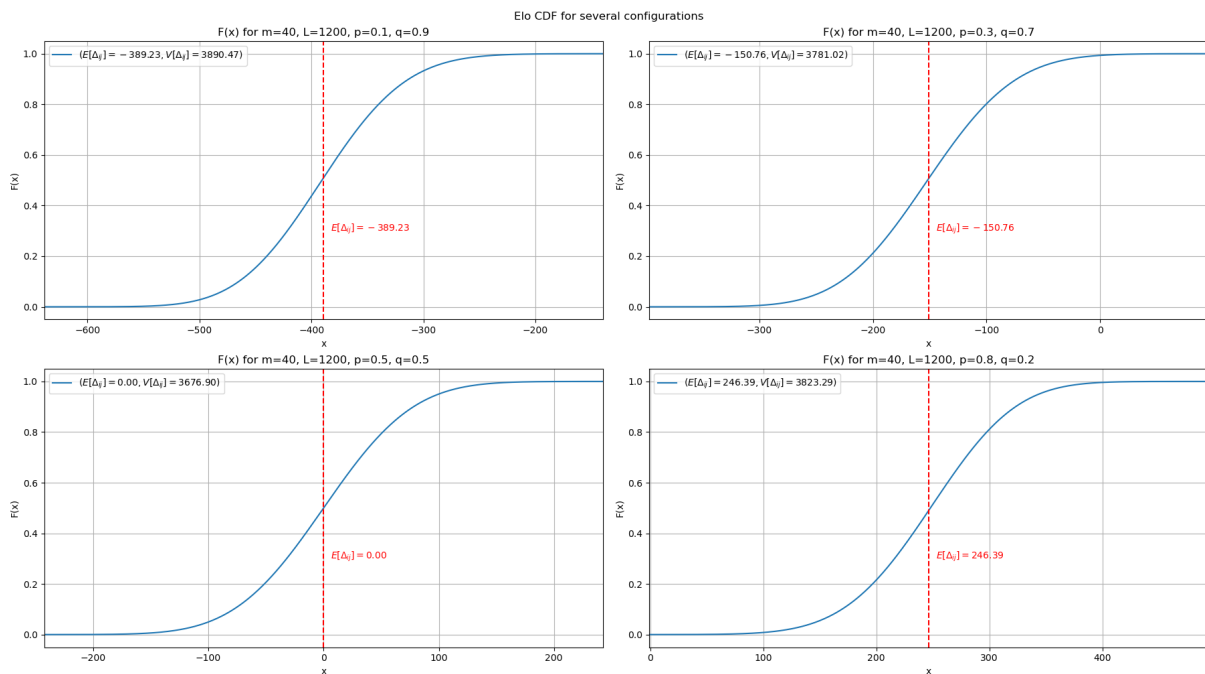 Elo CDF for several configurations
F(x) for m=40, L=1200, p=0.1, q=0.9
(E[Δij] = −389.23, V[Δij] = 3890.47)
E[Δij] = −389.23
F(x)
1.0
0.8
0.6
0.4
0.2
0.0
−600 −500 −400 −300 −200
x
F(x) for m=40, L=1200, p=0.3, q=0.7
(E[Δij] = −150.76, V[Δij] = 3781.02)
E[Δij] = −150.76
F(x)
1.0
0.8
0.6
0.4
0.2
0.0
−300 −200 −100 0
x
F(x) for m=40, L=1200, p=0.5, q=0.5
(E[Δij] = 0.00, V[Δij] = 3676.90)
E[Δij] = 0.00
F(x)
1.0
0.8
0.6
0.4
0.2
0.0
−200 −100 0 100 200
x
F(x) for m=40, L=1200, p=0.8, q=0.2
(E[Δij] = 246.39, V[Δij] = 3823.29)
E[Δij] = 246.39
F(x)
1.0
0.8
0.6
0.4
0.2
0.0
0 100 200 300 400
x